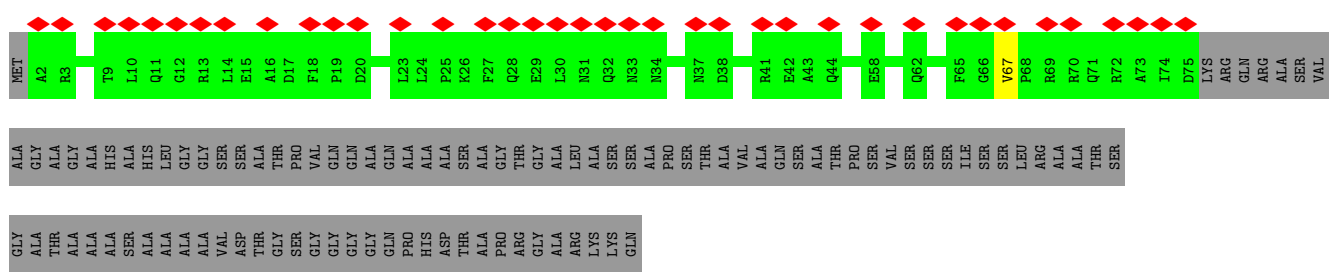 MET A2 R3 T9 L10 Q11 G12 R13 L14 E15 A16 D17 F18 P19 D20 L23 L24 P25 K26 F27 Q28 E29 L30 N31 Q32 N33 N34 N37 D38 R41 E42 A43 Q44 E58 Q62 F65 G66 V67 P68 R69 R70 Q71 R72 A73 I74 D75 LYS ARG GLN ARG ALA SER VAL
ALA GLY ALA GLY ALA HIS ALA HIS LEU GLY GLY SER SER ALA THR PRO VAL GLN GLN ALA GLN ALA ALA ALA SER ALA GLY THR GLY ALA LEU ALA SER SER ALA PRO SER THR ALA VAL ALA GLN SER ALA THR PRO SER VAL SER SER SER ILE SER SER LEU ARG ALA ALA THR SER
GLY ALA THR ALA ALA ALA SER ALA ALA ALA ALA VAL ASP THR GLY SER GLY GLY GLY GLY GLN PRO HIS ASP THR ALA PRO ARG GLY ALA ARG LYS LYS GLN